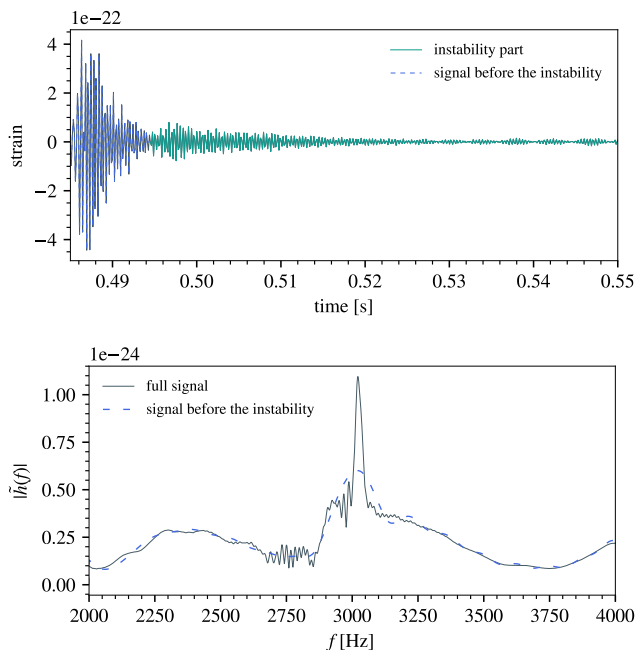 1e−22
4
2
0
−2
−4
strain
instability part
signal before the instability
0.49 0.50 0.51 0.52 0.53 0.54 0.55
time [s]
1e−24
1.00
0.75
0.50
0.25
0.00
|h̃(f)|
full signal
signal before the instability
2000 2250 2500 2750 3000 3250 3500 3750 4000
f [Hz]